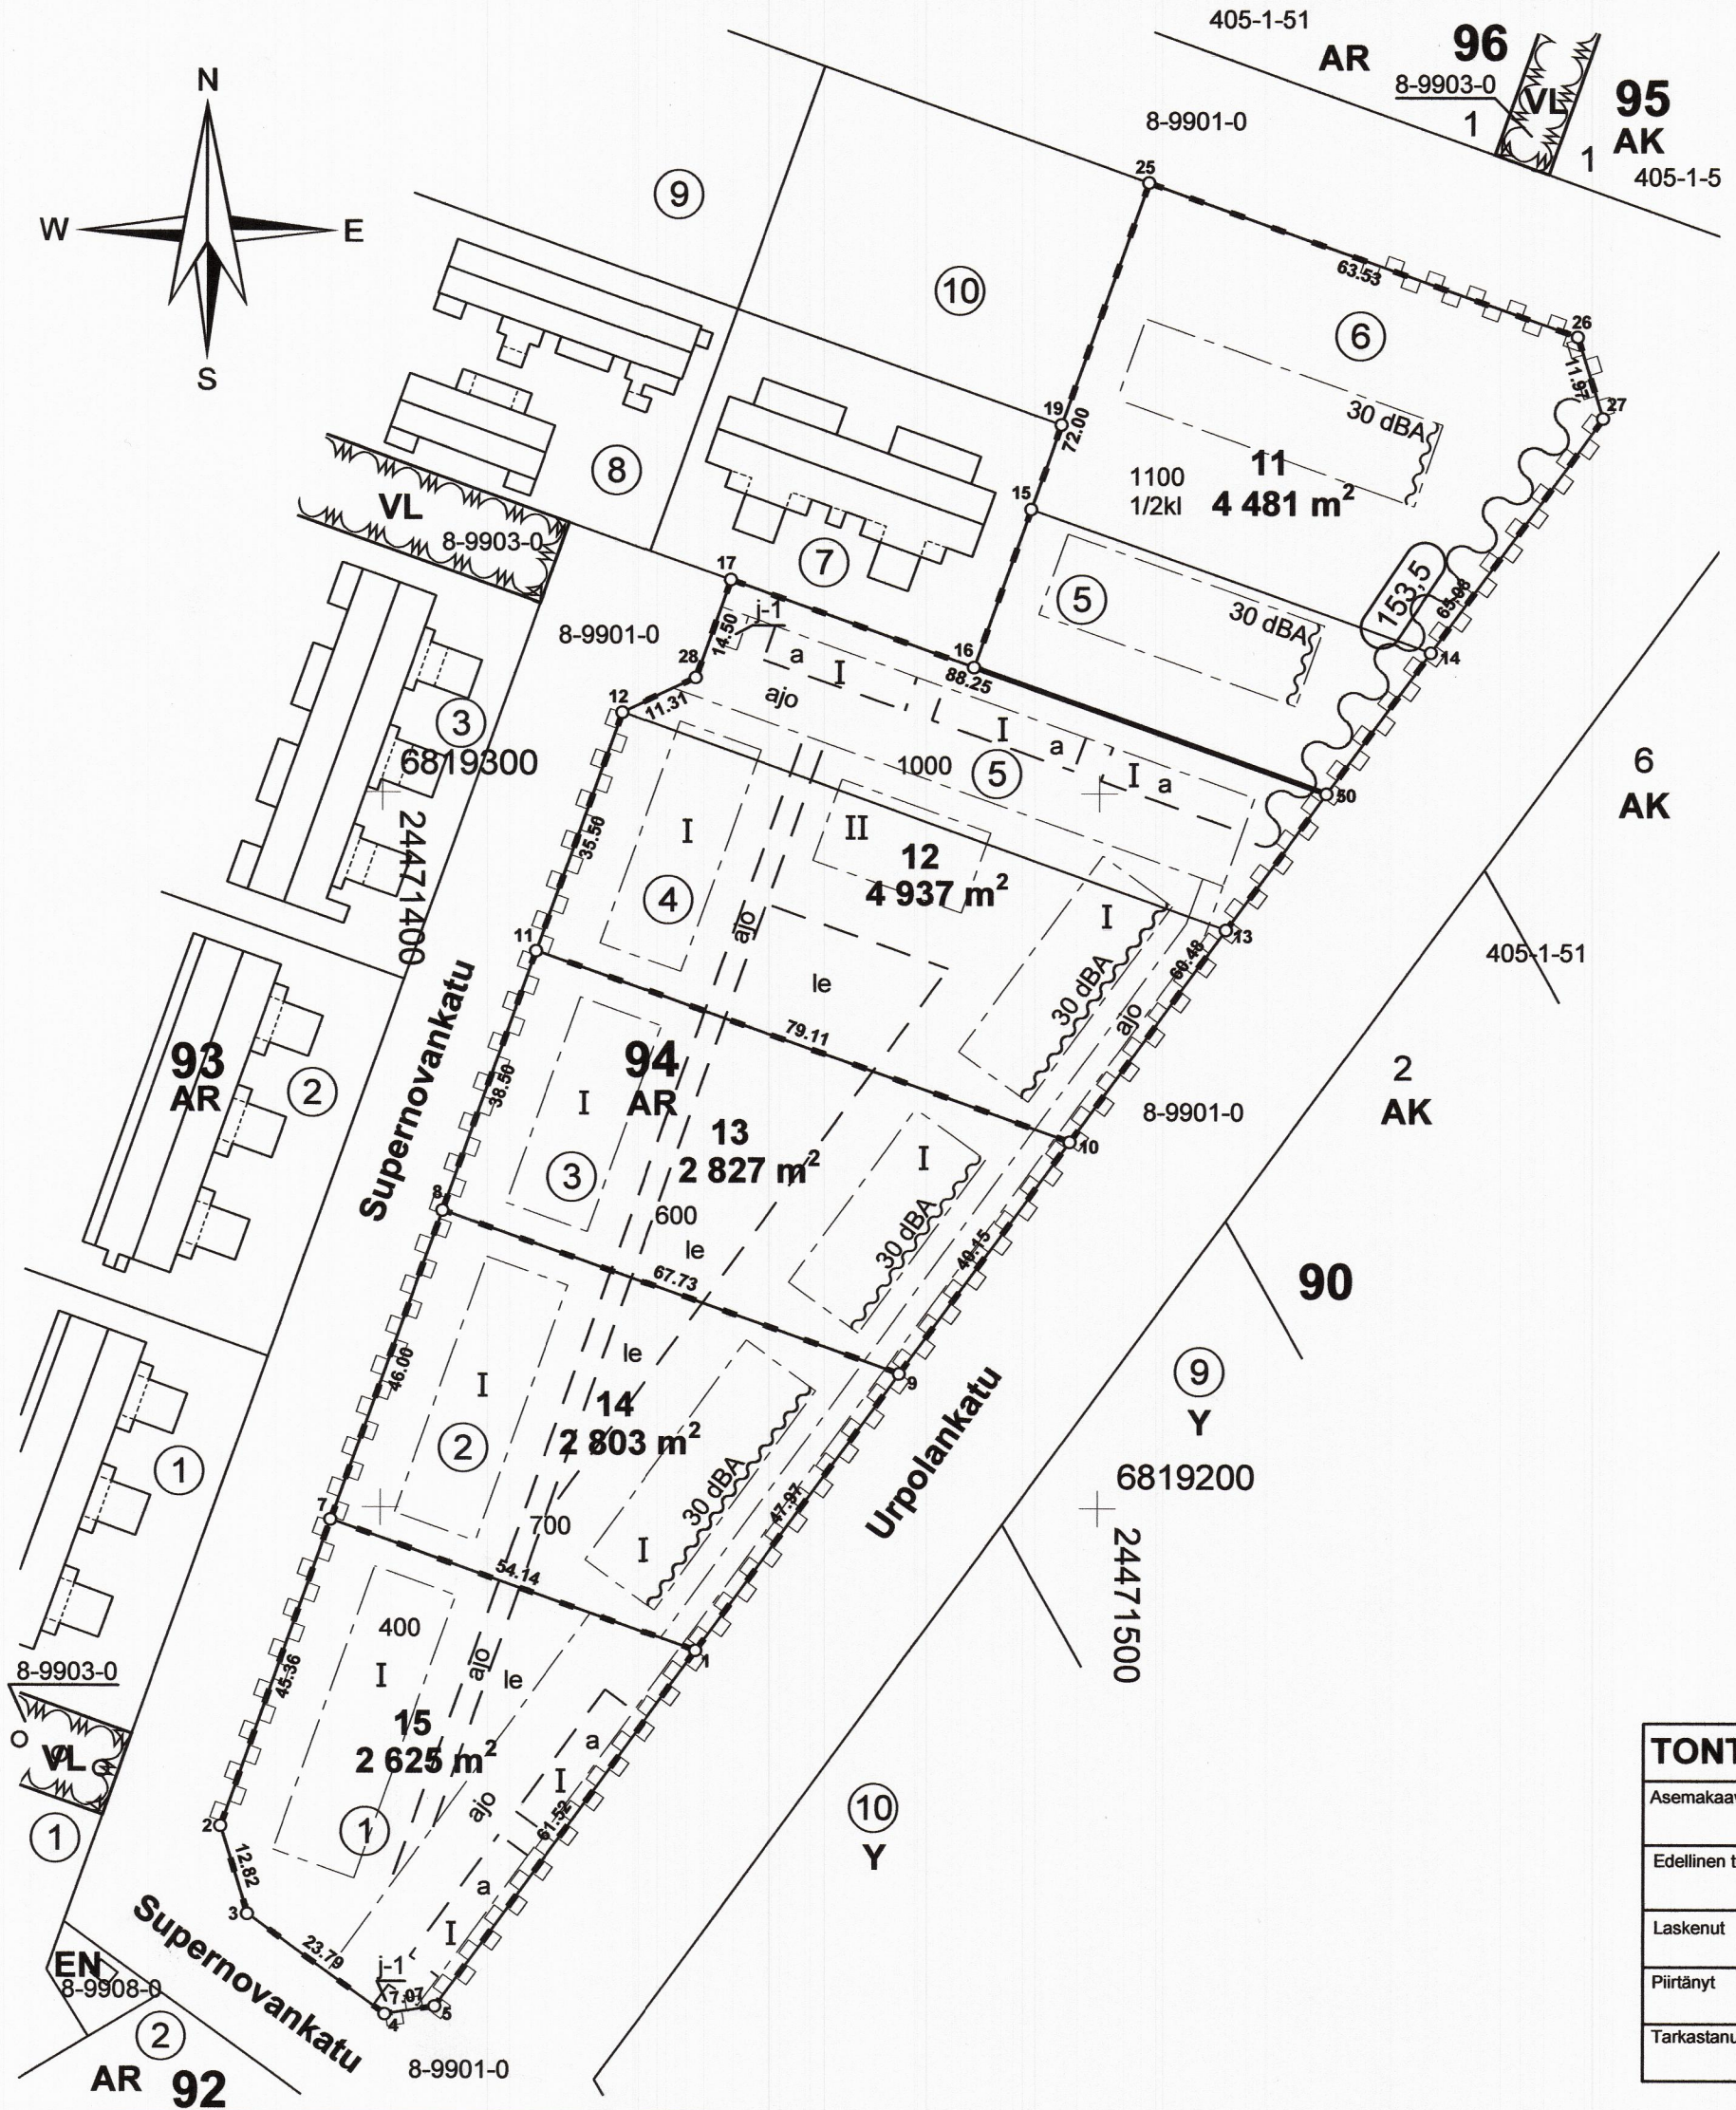 405-1-51
AR 96
8-9903-0
VL
95
1
AK
1
405-1-5
8-9901-0
N
W E
S
9
25
10
63.53
26
6
11.97
27
30 dBA
19
72.00
11
1100
1/2kl
4 481 m²
8
15
VL
8-9903-0
7
17
153,5
65.08
5
30 dBA
j-1
14.50
8-9901-0
14
28
a
I
16
88.25
12
11.31
ajo
3
6819300
I
a
1000
5
I
a
50
6
AK
24471400
35.50
I
II
12
4 937 m²
4
I
ajo
13
11
30 dBA
60.48
405-1-51
le
ajo
Supernovankatu
79.11
93
AR
2
94
AR
38.50
I
2
AK
13
2 827 m²
10
8-9901-0
I
3
8
600
30 dBA
le
40.15
67.73
90
46.00
le
9
9
Y
I
14
2 803 m²
2
1
30 dBA
Urpolankatu
6819200
47.97
7
700
I
24471500
54.14
400
1
8-9903-0
45.36
I
ajo
le
15
2 625 m²
a
VL
TONT
I
Asemakaav
ajo
61.52
1
2
1
10
Y
12.82
Edellinen t
a
3
I
Supernovankatu
23.79
Laskenut
EN
8-9908-0
j-1
7.07
4
5
Piirtänyt
2
Tarkastanu
8-9901-0
AR 92